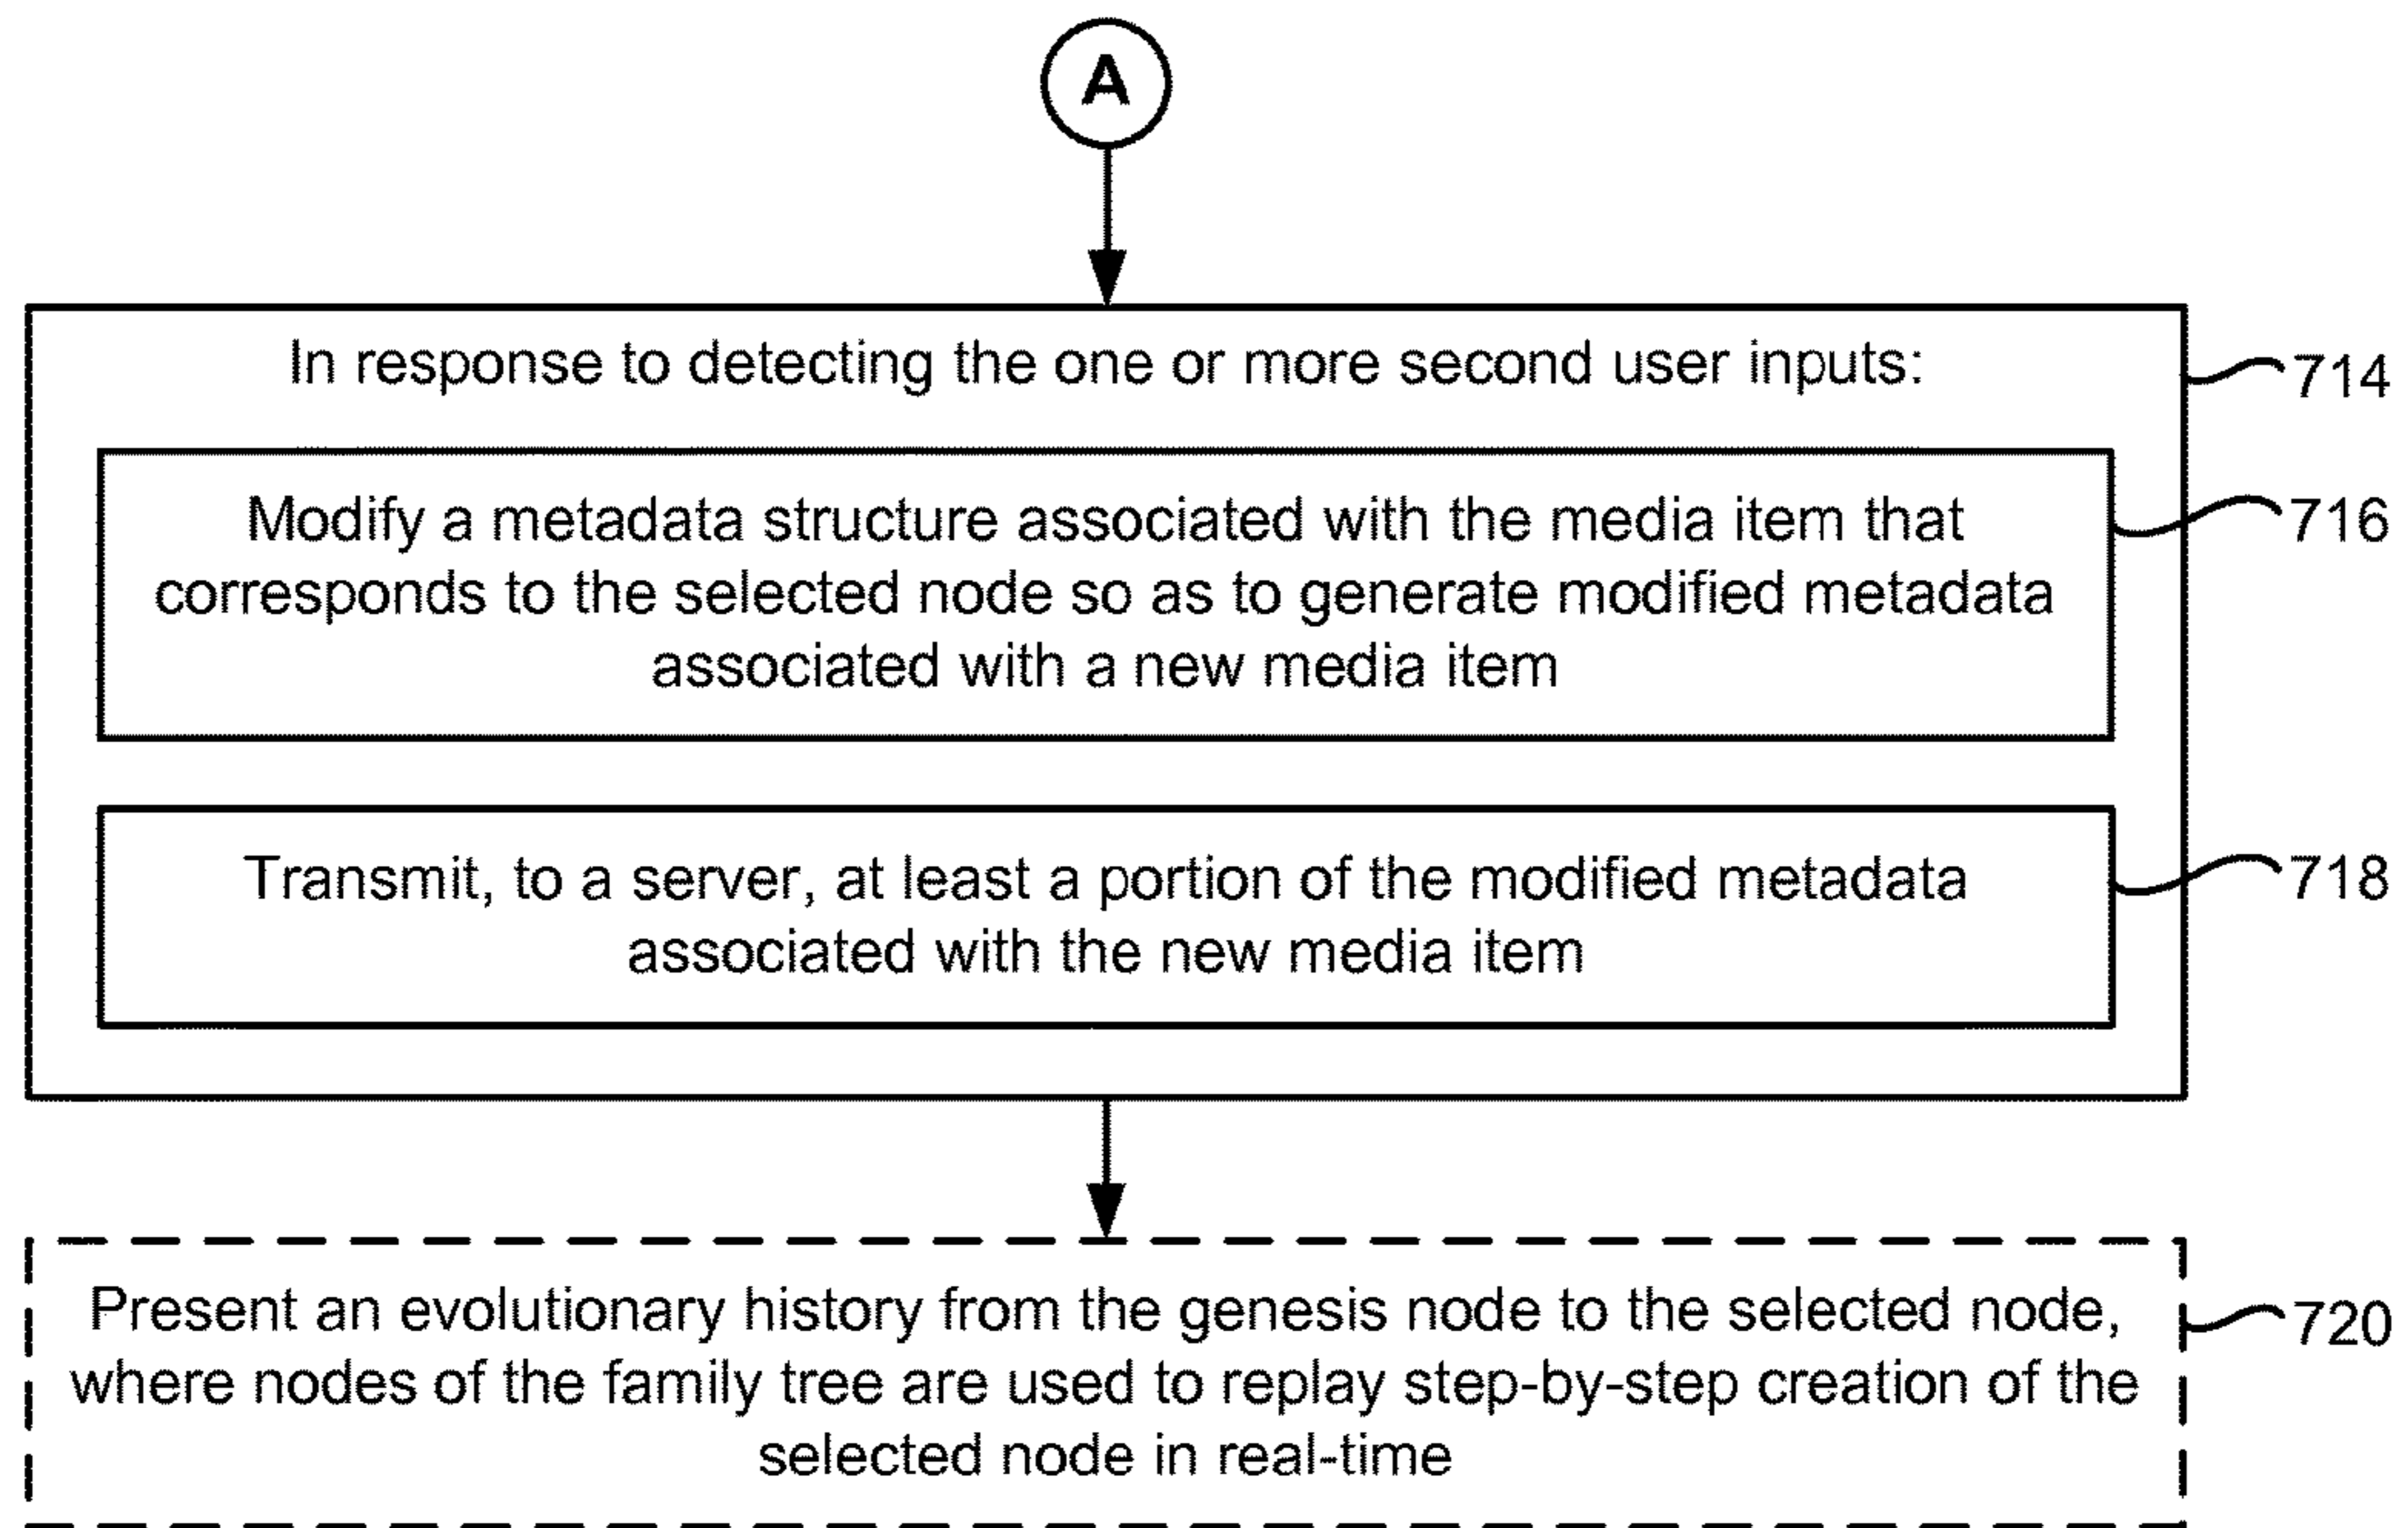 A
In response to detecting the one or more second user inputs:
714
Modify a metadata structure associated with the media item that
716
corresponds to the selected node so as to generate modified metadata
associated with a new media item
Transmit, to a server, at least a portion of the modified metadata
718
associated with the new media item
Present an evolutionary history from the genesis node to the selected node,
720
where nodes of the family tree are used to replay step-by-step creation of the
selected node in real-time